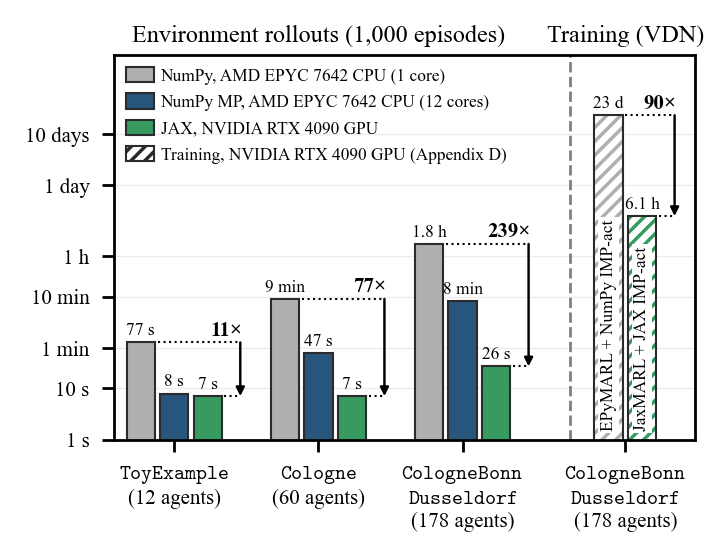 Environment rollouts (1,000 episodes)
Training (VDN)
NumPy, AMD EPYC 7642 CPU (1 core)
NumPy MP, AMD EPYC 7642 CPU (12 cores)
JAX, NVIDIA RTX 4090 GPU
Training, NVIDIA RTX 4090 GPU (Appendix D)
10 days
1 day
1 h
10 min
1 min
10 s
1 s
77 s
8 s
7 s
11×
9 min
47 s
7 s
77×
1.8 h
8 min
26 s
239×
23 d
6.1 h
90×
EPyMARL + NumPy IMP-act
JaxMARL + JAX IMP-act
ToyExample
(12 agents)
Cologne
(60 agents)
CologneBonn
Dusseldorf
(178 agents)
CologneBonn
Dusseldorf
(178 agents)